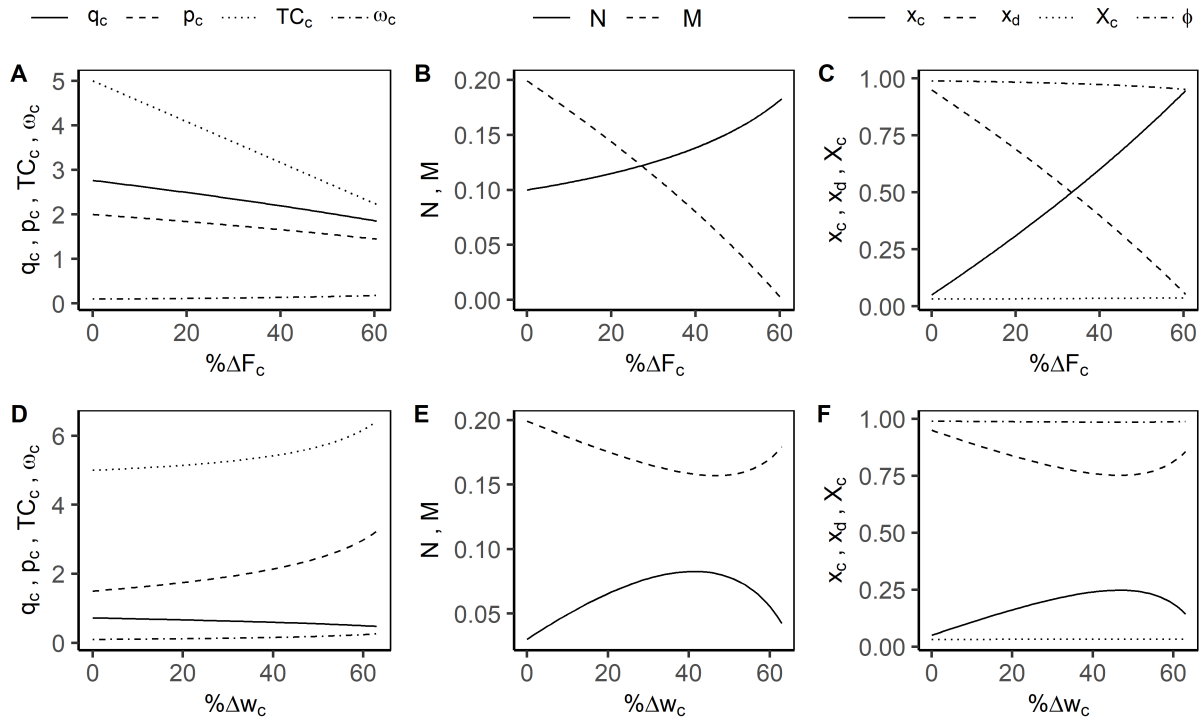 q_c p_c TC_c ω_c N M x_c x_d X_c ϕ
A B C
5
4
3
2
1
0
q_c , p_c , TC_c , ω_c
0 20 40 60
%ΔF_c
0.20
0.15
0.10
0.05
0.00
N , M
0 20 40 60
%ΔF_c
1.00
0.75
0.50
0.25
0.00
x_c , x_d , X_c
0 20 40 60
%ΔF_c
D E F
6
4
2
0
q_c , p_c , TC_c , ω_c
0 20 40 60
%Δw_c
0.20
0.15
0.10
0.05
N , M
0 20 40 60
%Δw_c
1.00
0.75
0.50
0.25
0.00
x_c , x_d , X_c
0 20 40 60
%Δw_c